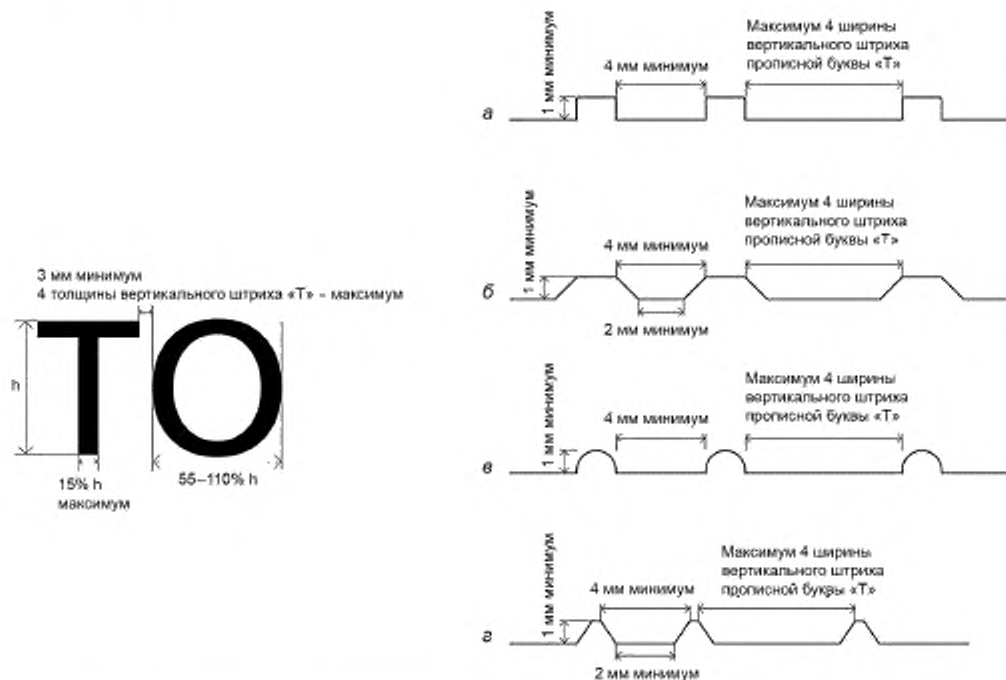 3 мм минимум
4 толщины вертикального штриха «Т» – максимум
ТО
h
15% h
максимум
55–110% h
а
1 мм минимум
4 мм минимум
Максимум 4 ширины
вертикального штриха
прописной буквы «Т»
б
1 мм минимум
4 мм минимум
Максимум 4 ширины
вертикального штриха
прописной буквы «Т»
2 мм минимум
в
1 мм минимум
4 мм минимум
Максимум 4 ширины
вертикального штриха
прописной буквы «Т»
г
1 мм минимум
4 мм минимум
Максимум 4 ширины
вертикального штриха
прописной буквы «Т»
2 мм минимум